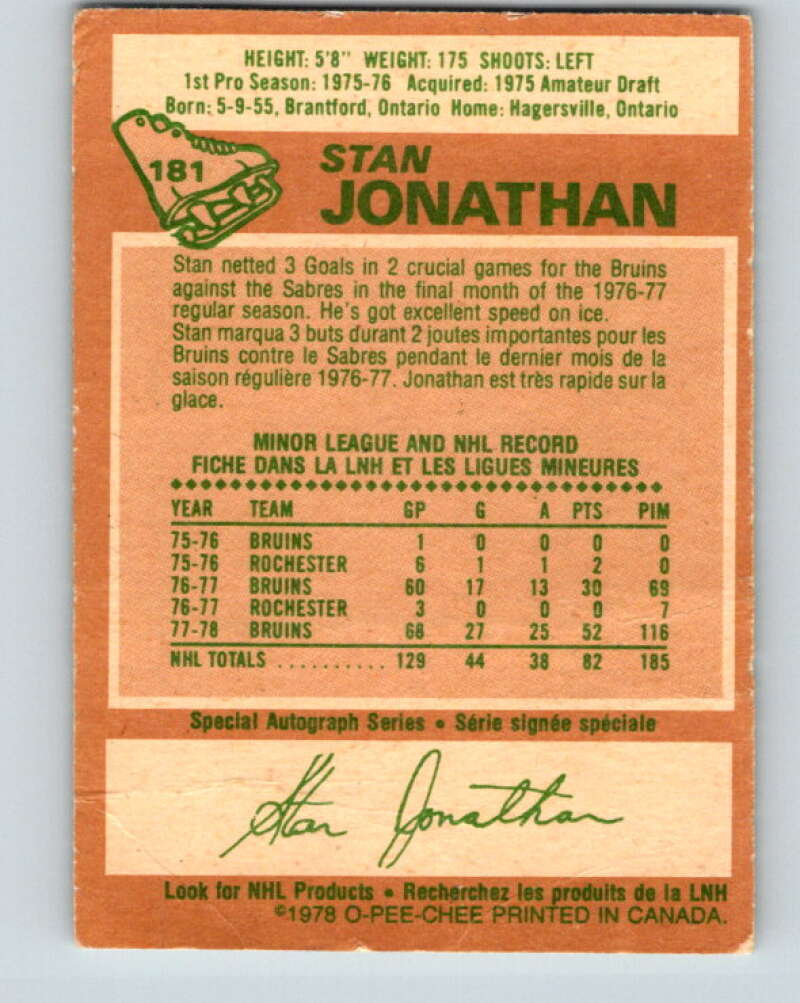 HEIGHT: 5'8" WEIGHT: 175 SHOOTS: LEFT
1st Pro Season: 1975-76 Acquired: 1975 Amateur Draft
Born: 5-9-55, Brantford, Ontario Home: Hagersville, Ontario
181
STAN
JONATHAN
Stan netted 3 Goals in 2 crucial games for the Bruins
against the Sabres in the final month of the 1976-77
regular season. He's got excellent speed on ice.
Stan marqua 3 buts durant 2 joutes importantes pour les
Bruins contre le Sabres pendant le dernier mois de la
saison régulière 1976-77. Jonathan est très rapide sur la
glace.
MINOR LEAGUE AND NHL RECORD
FICHE DANS LA LNH ET LES LIGUES MINEURES
YEAR TEAM GP G A PTS PIM
75-76 BRUINS 1 0 0 0 0
75-76 ROCHESTER 6 1 1 2 0
76-77 BRUINS 60 17 13 30 69
76-77 ROCHESTER 3 0 0 0 7
77-78 BRUINS 68 27 25 52 116
NHL TOTALS .......... 129 44 38 82 185
Special Autograph Series • Série signée spéciale
Stan Jonathan
Look for NHL Products • Recherchez les produits de la LNH
©1978 O-PEE-CHEE PRINTED IN CANADA.